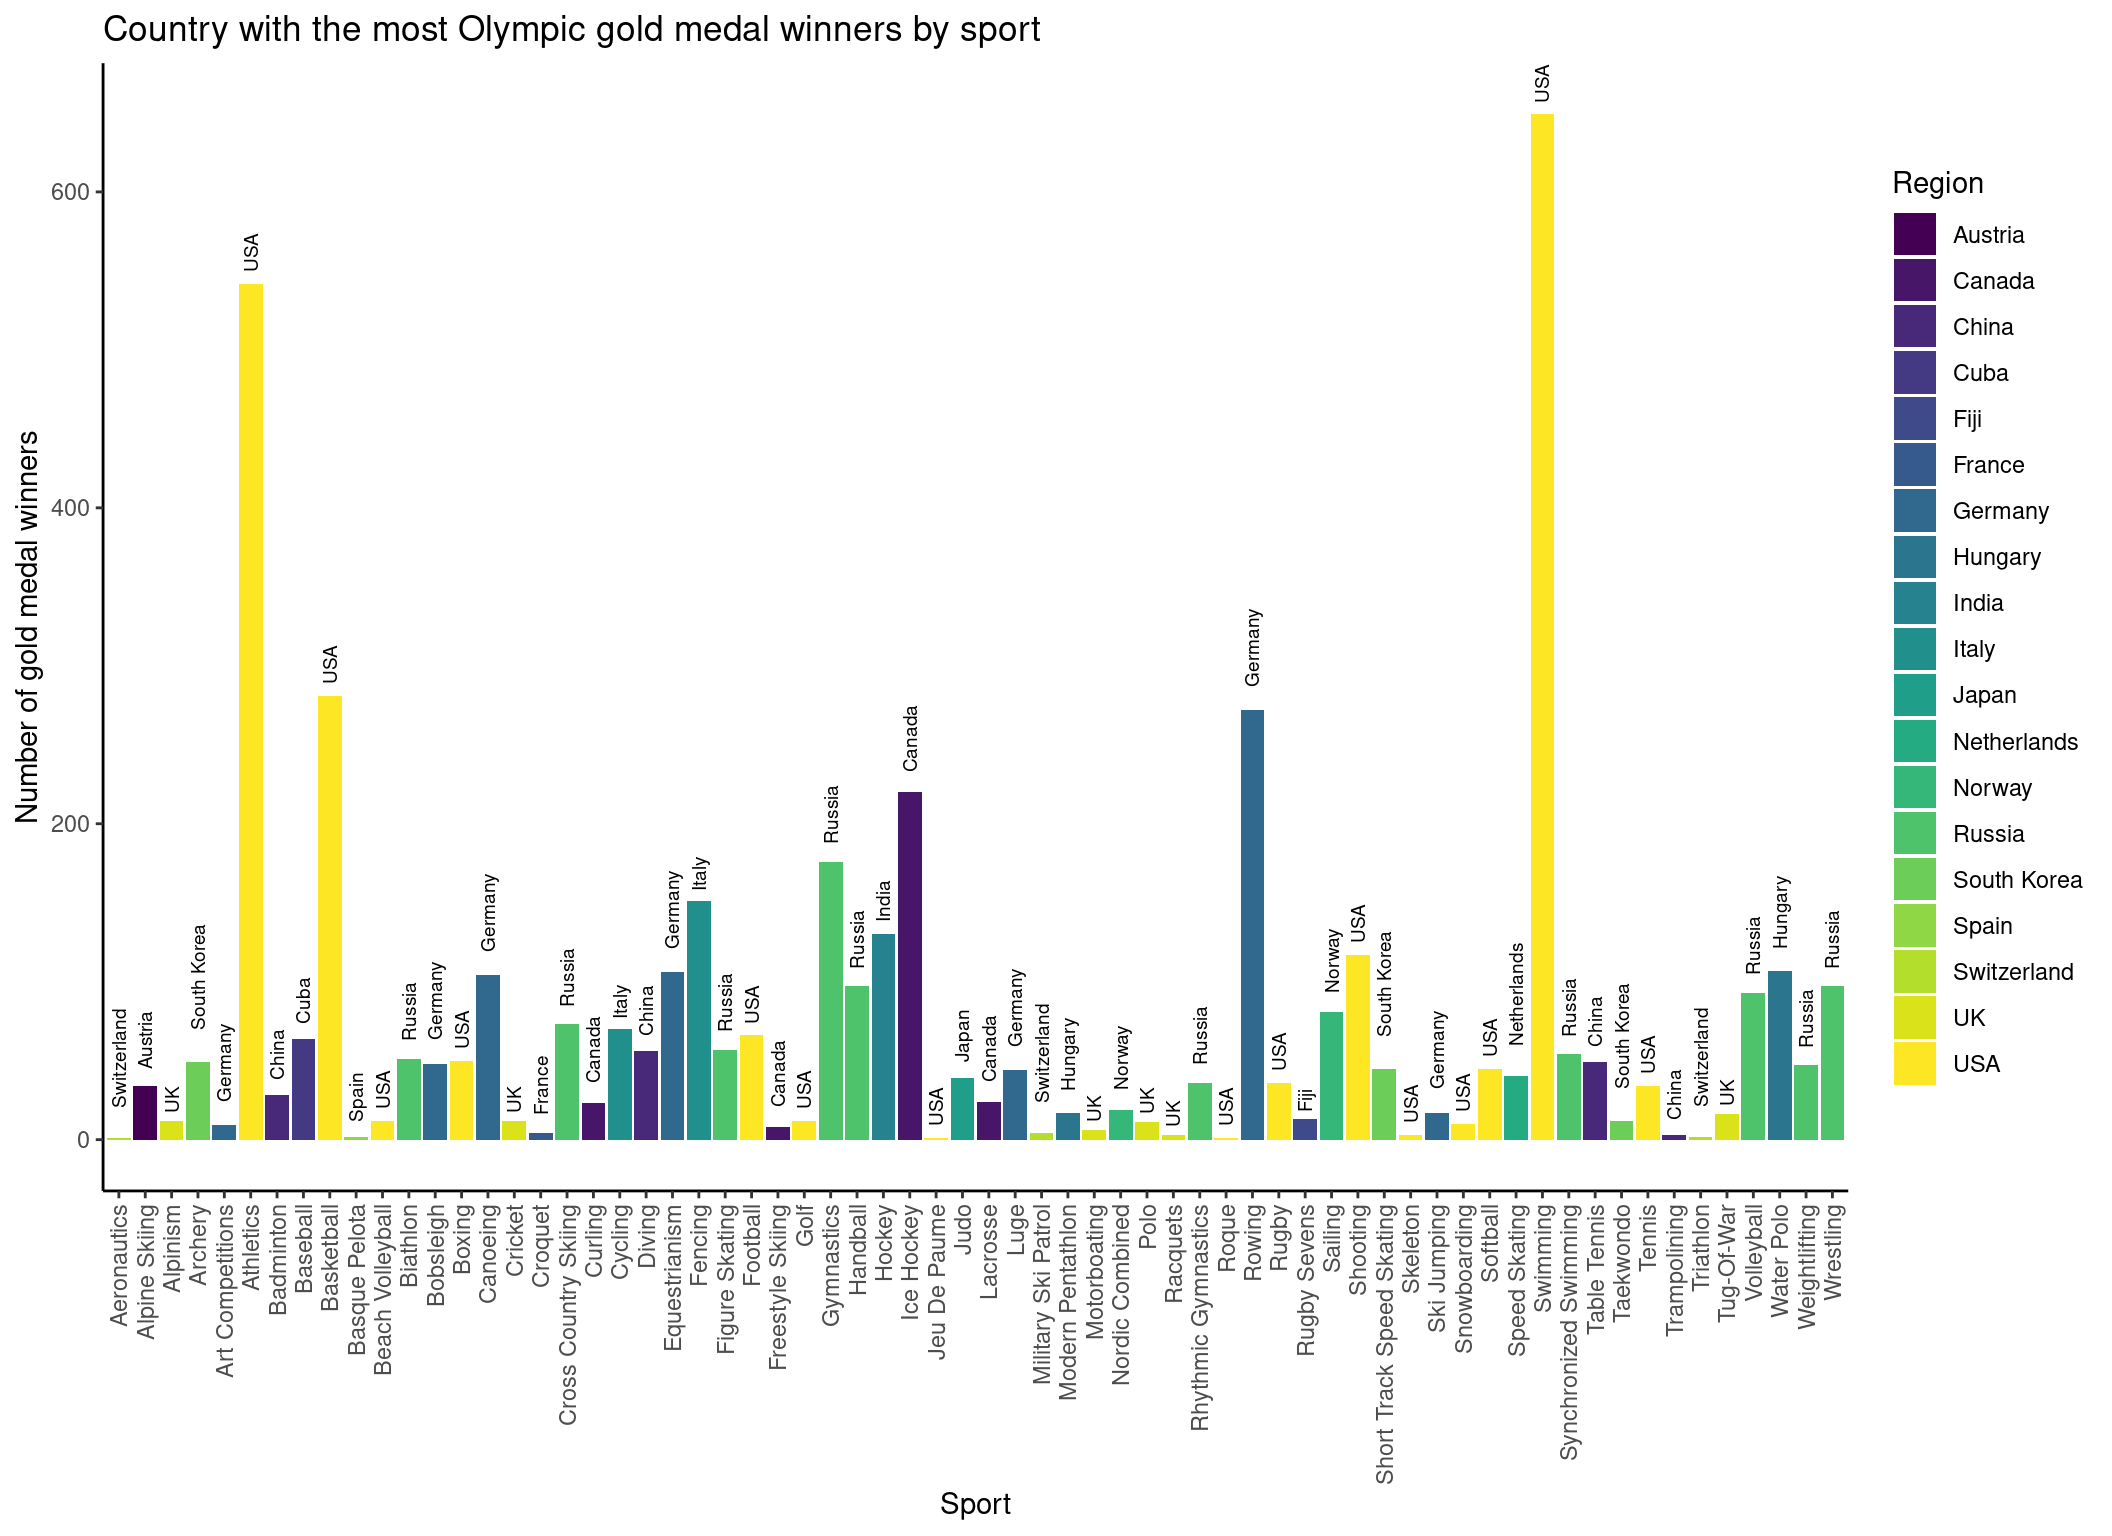 Country with the most Olympic gold medal winners by sport
Number of gold medal winners
600
400
200
0
Switzerland
Austria
UK
South Korea
Germany
USA
China
Cuba
USA
Spain
USA
Russia
Germany
USA
Germany
UK
France
Russia
Canada
Italy
China
Germany
Italy
Russia
USA
Canada
USA
Russia
Russia
India
Canada
USA
Japan
Canada
Germany
Switzerland
Hungary
UK
Norway
UK
UK
Russia
USA
Germany
USA
Fiji
Norway
USA
South Korea
USA
Germany
USA
USA
Netherlands
USA
Russia
China
South Korea
USA
China
Switzerland
UK
Russia
Hungary
Russia
Russia
Aeronautics
Alpine Skiing
Alpinism
Archery
Art Competitions
Athletics
Badminton
Baseball
Basketball
Basque Pelota
Beach Volleyball
Biathlon
Bobsleigh
Boxing
Canoeing
Cricket
Croquet
Cross Country Skiing
Curling
Cycling
Diving
Equestrianism
Fencing
Figure Skating
Football
Freestyle Skiing
Golf
Gymnastics
Handball
Hockey
Ice Hockey
Jeu De Paume
Judo
Lacrosse
Luge
Military Ski Patrol
Modern Pentathlon
Motorboating
Nordic Combined
Polo
Racquets
Rhythmic Gymnastics
Roque
Rowing
Rugby
Rugby Sevens
Sailing
Shooting
Short Track Speed Skating
Skeleton
Ski Jumping
Snowboarding
Softball
Speed Skating
Swimming
Synchronized Swimming
Table Tennis
Taekwondo
Tennis
Trampolining
Triathlon
Tug-Of-War
Volleyball
Water Polo
Weightlifting
Wrestling
Sport
Region
Austria
Canada
China
Cuba
Fiji
France
Germany
Hungary
India
Italy
Japan
Netherlands
Norway
Russia
South Korea
Spain
Switzerland
UK
USA